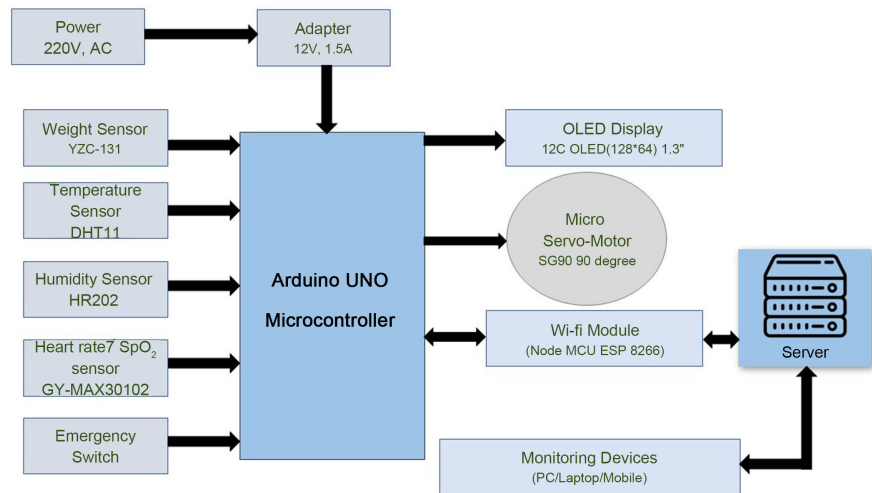 Power
220V, AC
Adapter
12V, 1.5A
Weight Sensor
YZC-131
Temperature
Sensor
DHT11
Humidity Sensor
HR202
Heart rate7 SpO₂
sensor
GY-MAX30102
Emergency
Switch
Arduino UNO
Microcontroller
OLED Display
12C OLED(128*64) 1.3"
Micro
Servo-Motor
SG90 90 degree
Wi-fi Module
(Node MCU ESP 8266)
Server
Monitoring Devices
(PC/Laptop/Mobile)